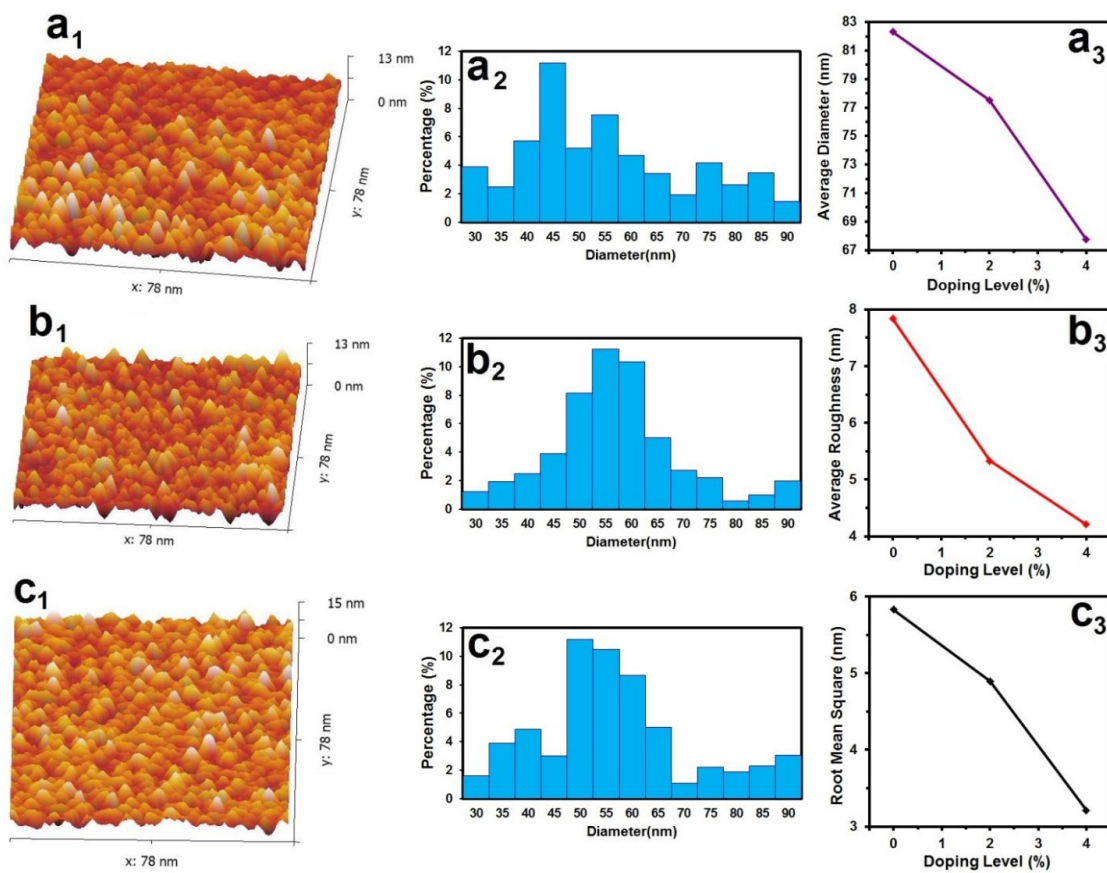 a1
13 nm
0 nm
y: 78 nm
x: 78 nm
a2
Percentage (%)
12
10
8
6
4
2
0
30 35 40 45 50 55 60 65 70 75 80 85 90
Diameter(nm)
a3
Average Diameter (nm)
83
81
79
77
75
73
71
69
67
0 1 2 3 4
Doping Level (%)
b1
13 nm
0 nm
y: 78 nm
x: 78 nm
b2
Percentage (%)
12
10
8
6
4
2
0
30 35 40 45 50 55 60 65 70 75 80 85 90
Diameter(nm)
b3
Average Roughness (nm)
8
7
6
5
4
0 1 2 3 4
Doping Level (%)
c1
15 nm
0 nm
y: 78 nm
x: 78 nm
c2
Percentage (%)
12
10
8
6
4
2
0
30 35 40 45 50 55 60 65 70 75 80 85 90
Diameter(nm)
c3
Root Mean Square (nm)
6
5
4
3
0 1 2 3 4
Doping Level (%)